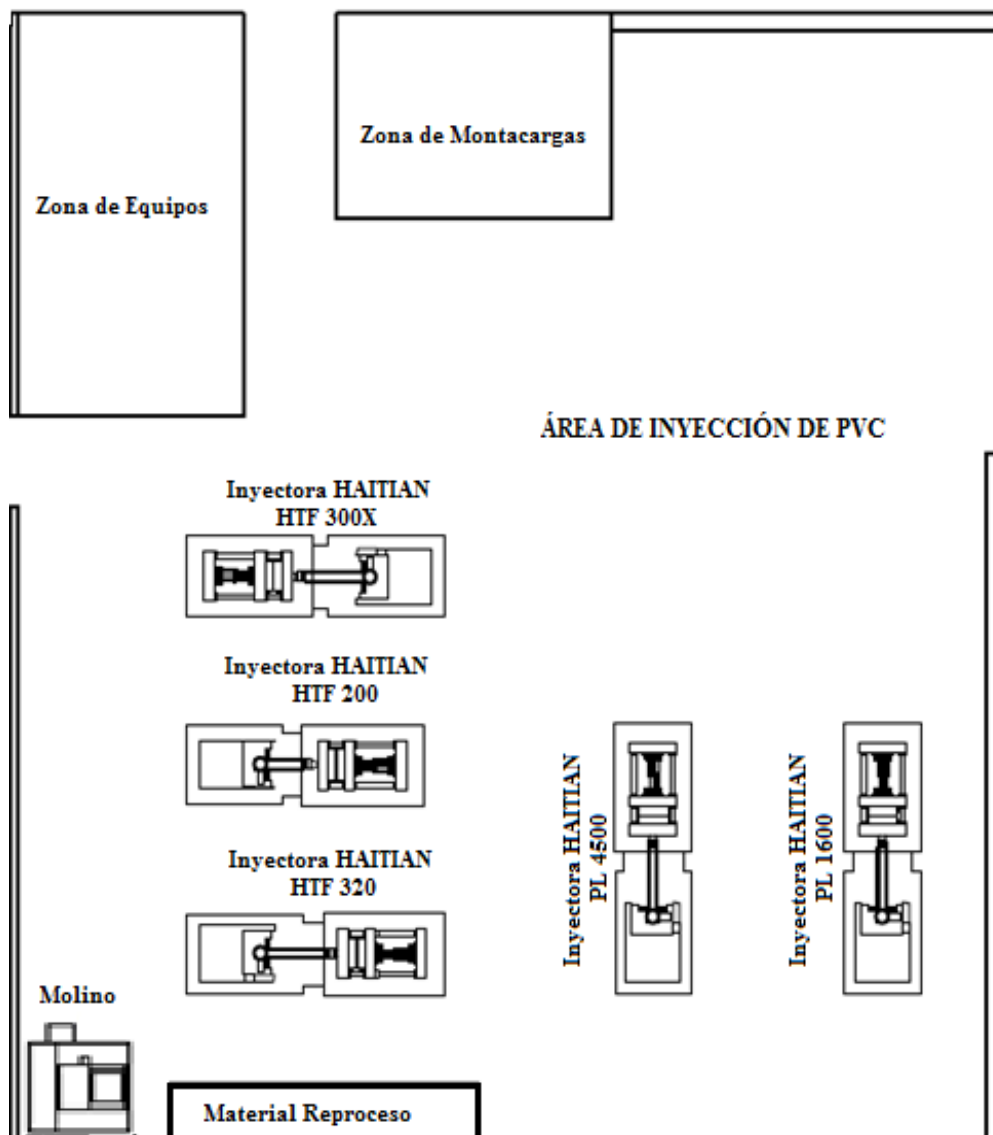 Zona de Montacargas
Zona de Equipos
ÁREA DE INYECCIÓN DE PVC
Inyectora HAITIAN
HTF 300X
Inyectora HAITIAN
HTF 200
Inyectora HAITIAN
PL 4500
Inyectora HAITIAN
PL 1600
Inyectora HAITIAN
HTF 320
Molino
Material Reproceso